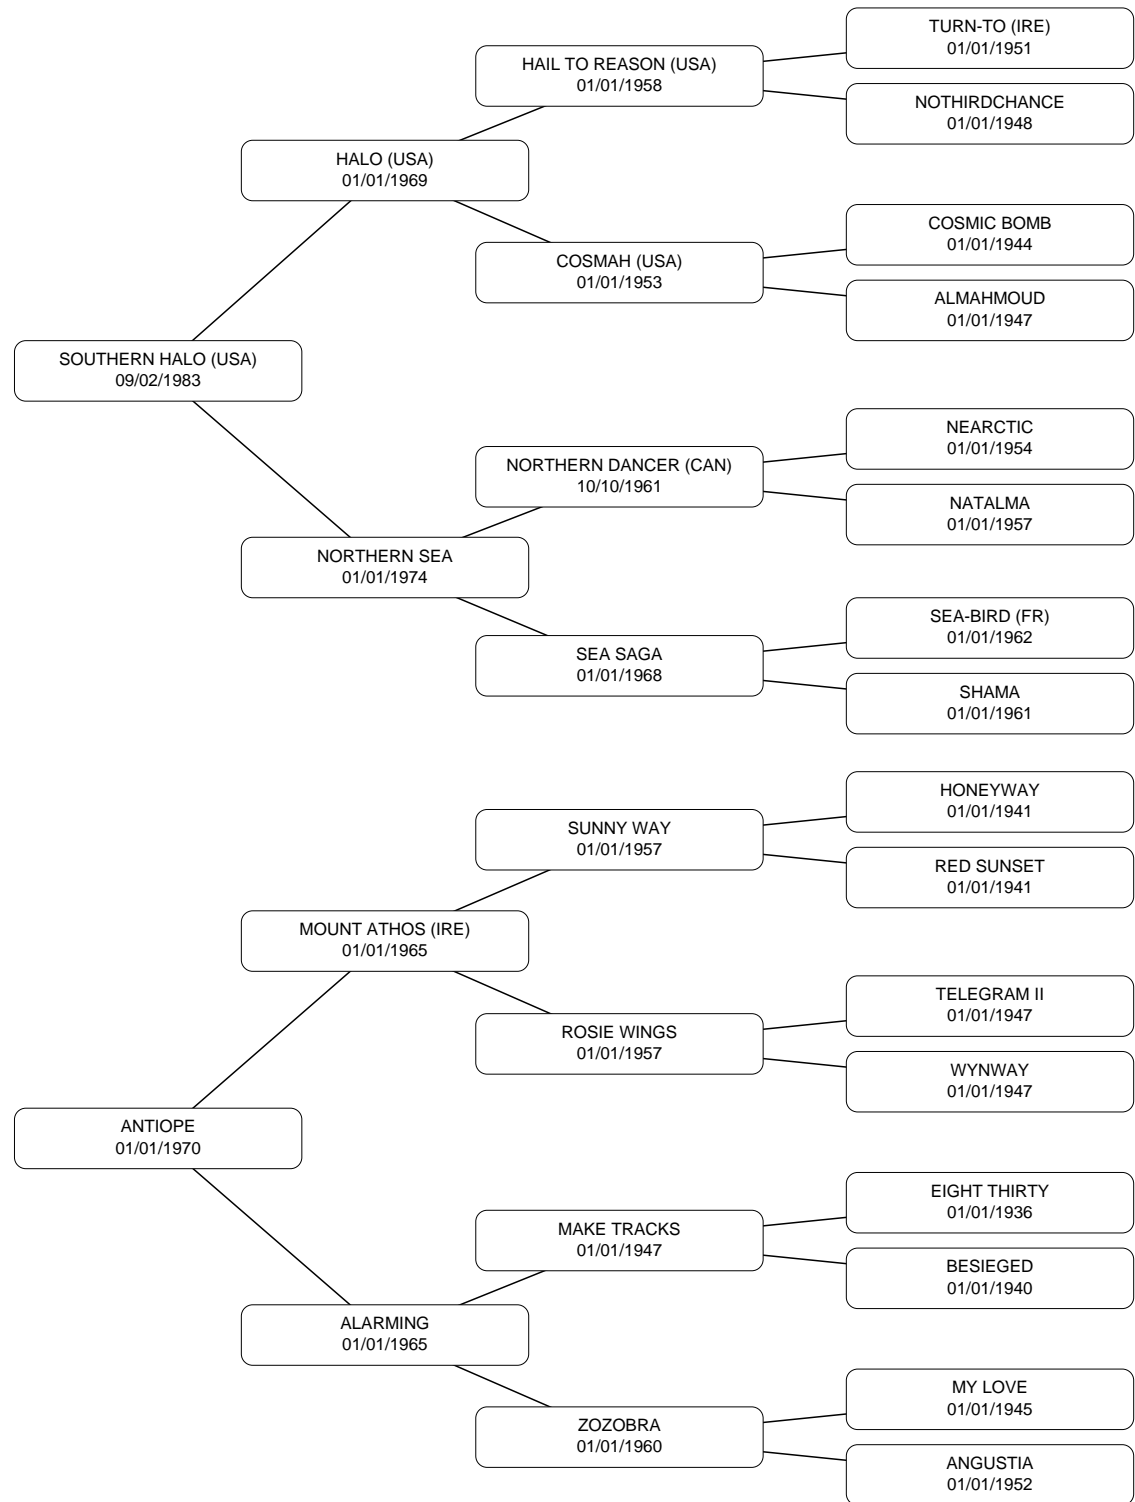 TURN-TO (IRE)
01/01/1951
HAIL TO REASON (USA)
01/01/1958
NOTHIRDCHANCE
01/01/1948
HALO (USA)
01/01/1969
COSMIC BOMB
01/01/1944
COSMAH (USA)
01/01/1953
ALMAHMOUD
01/01/1947
SOUTHERN HALO (USA)
09/02/1983
NEARCTIC
01/01/1954
NORTHERN DANCER (CAN)
10/10/1961
NATALMA
01/01/1957
NORTHERN SEA
01/01/1974
SEA-BIRD (FR)
01/01/1962
SEA SAGA
01/01/1968
SHAMA
01/01/1961
HONEYWAY
01/01/1941
SUNNY WAY
01/01/1957
RED SUNSET
01/01/1941
MOUNT ATHOS (IRE)
01/01/1965
TELEGRAM II
01/01/1947
ROSIE WINGS
01/01/1957
WYNWAY
01/01/1947
ANTIOPE
01/01/1970
EIGHT THIRTY
01/01/1936
MAKE TRACKS
01/01/1947
BESIEGED
01/01/1940
ALARMING
01/01/1965
MY LOVE
01/01/1945
ZOZOBRA
01/01/1960
ANGUSTIA
01/01/1952